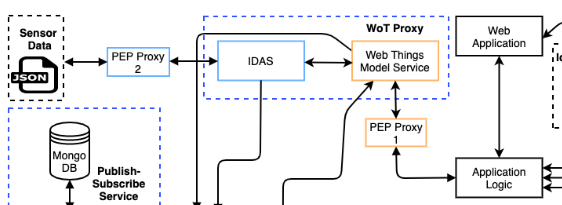 Sensor
Data
JSON
PEP Proxy
2
WoT Proxy
IDAS
Web Things
Model Service
Web
Application
PEP Proxy
1
Mongo
DB
Publish-
Subscribe
Service
Application
Logic